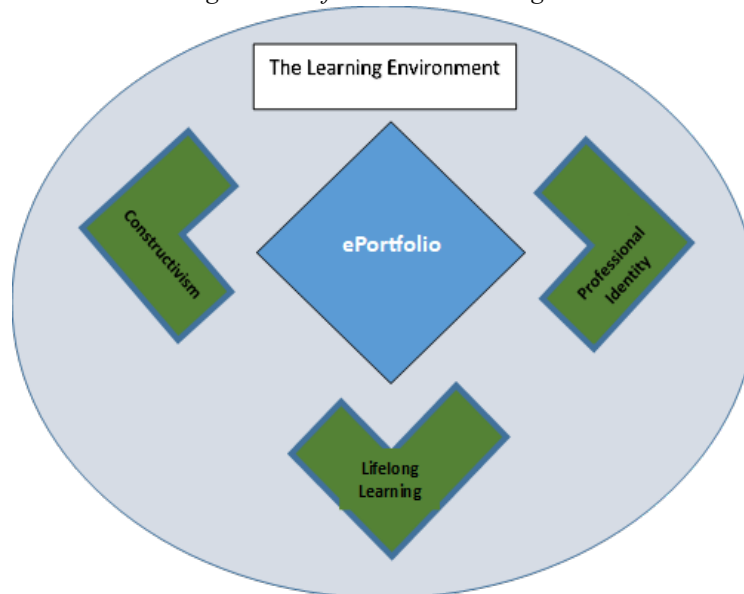 The Learning Environment
ePortfolio
Constructivism
Professional
Identity
Lifelong
Learning